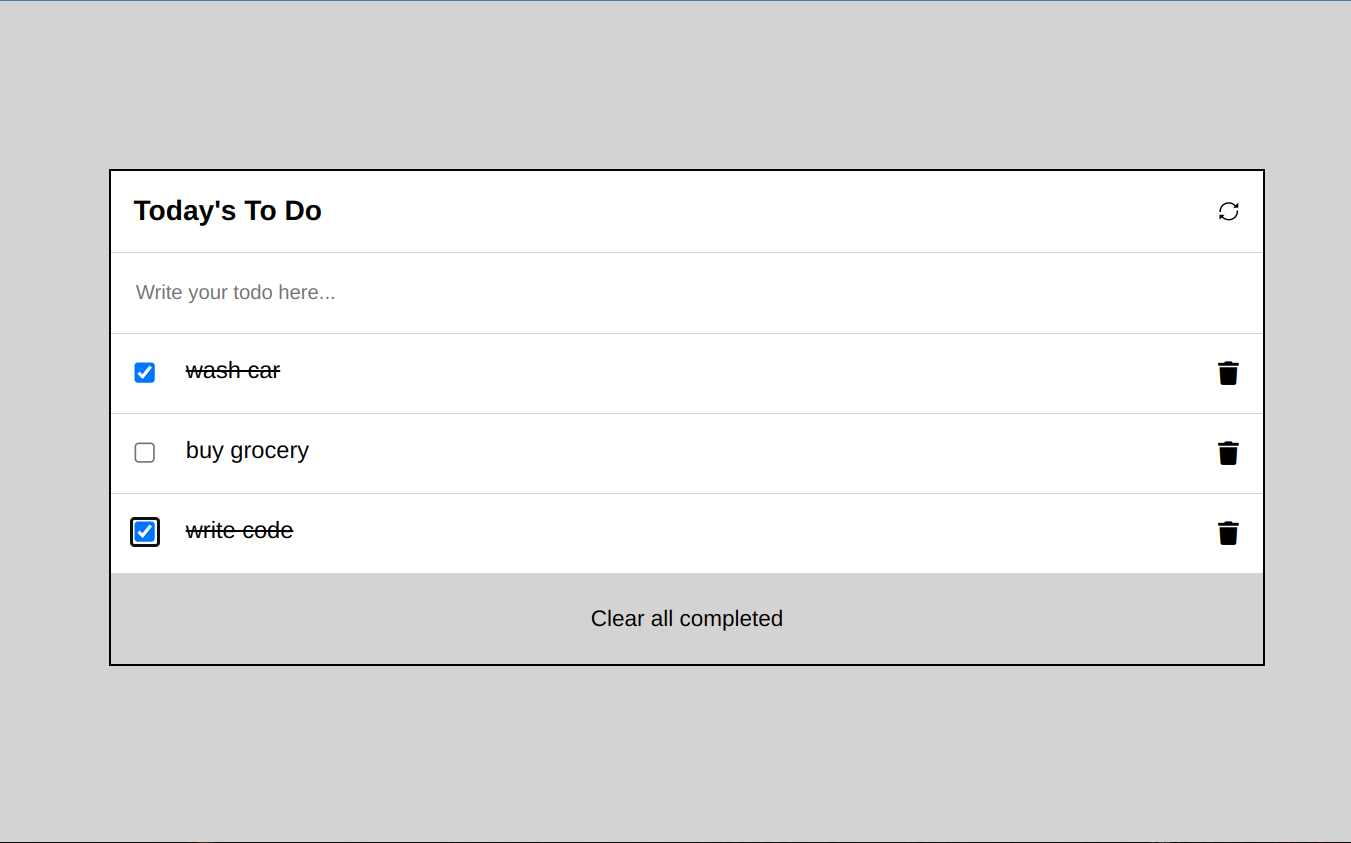 Today's To Do
Write your todo here...
wash car
buy grocery
write code
Clear all completed